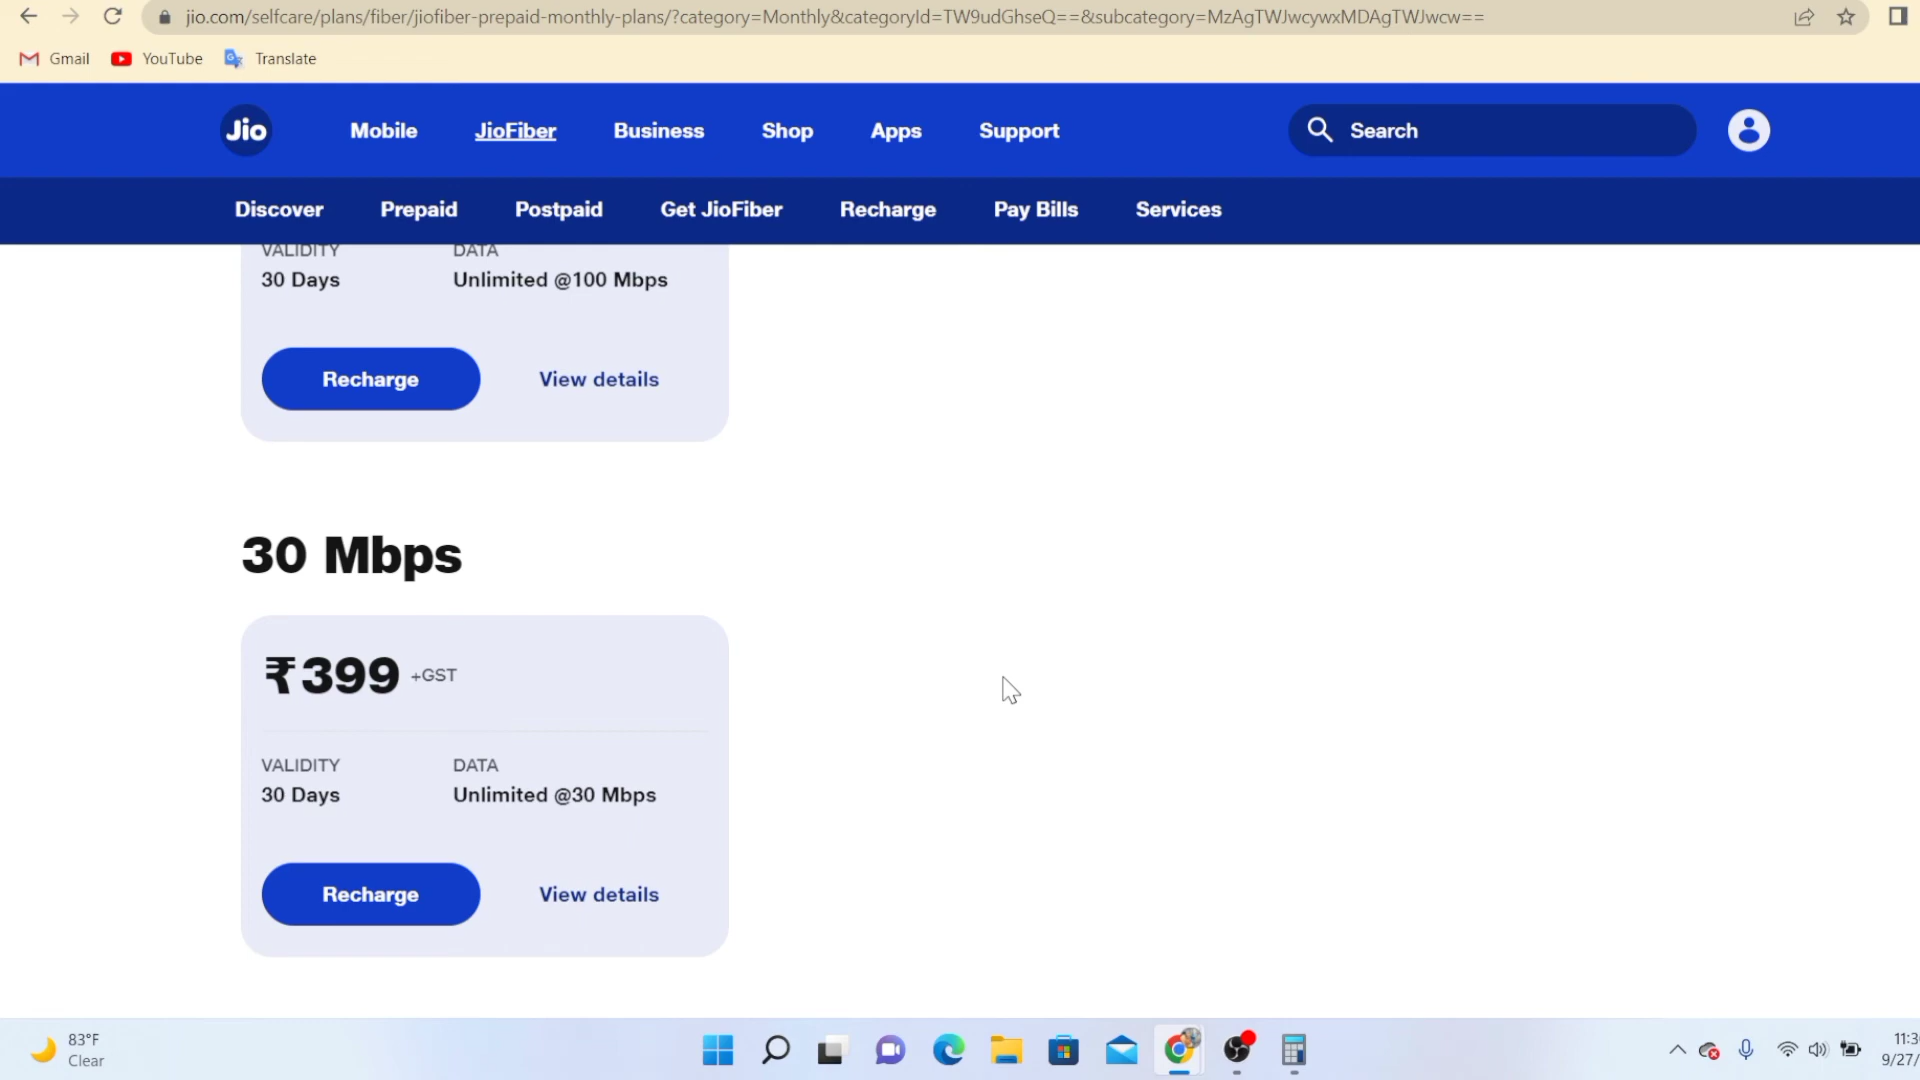 jio.com/selfcare/plans/fiber/jiofiber-prepaid-monthly-plans/?category=Monthly&categoryId=TW9udGhseQ==&subcategory=MzAgTWJwcywxMDAgTWJwcw==
Gmail YouTube Translate
Jio Mobile JioFiber Business Shop Apps Support Search
Discover Prepaid Postpaid Get JioFiber Recharge Pay Bills Services
VALIDITY DATA
30 Days Unlimited @100 Mbps
Recharge View details
30 Mbps
₹399 +GST
VALIDITY DATA
30 Days Unlimited @30 Mbps
Recharge View details
83°F
Clear
9/27/